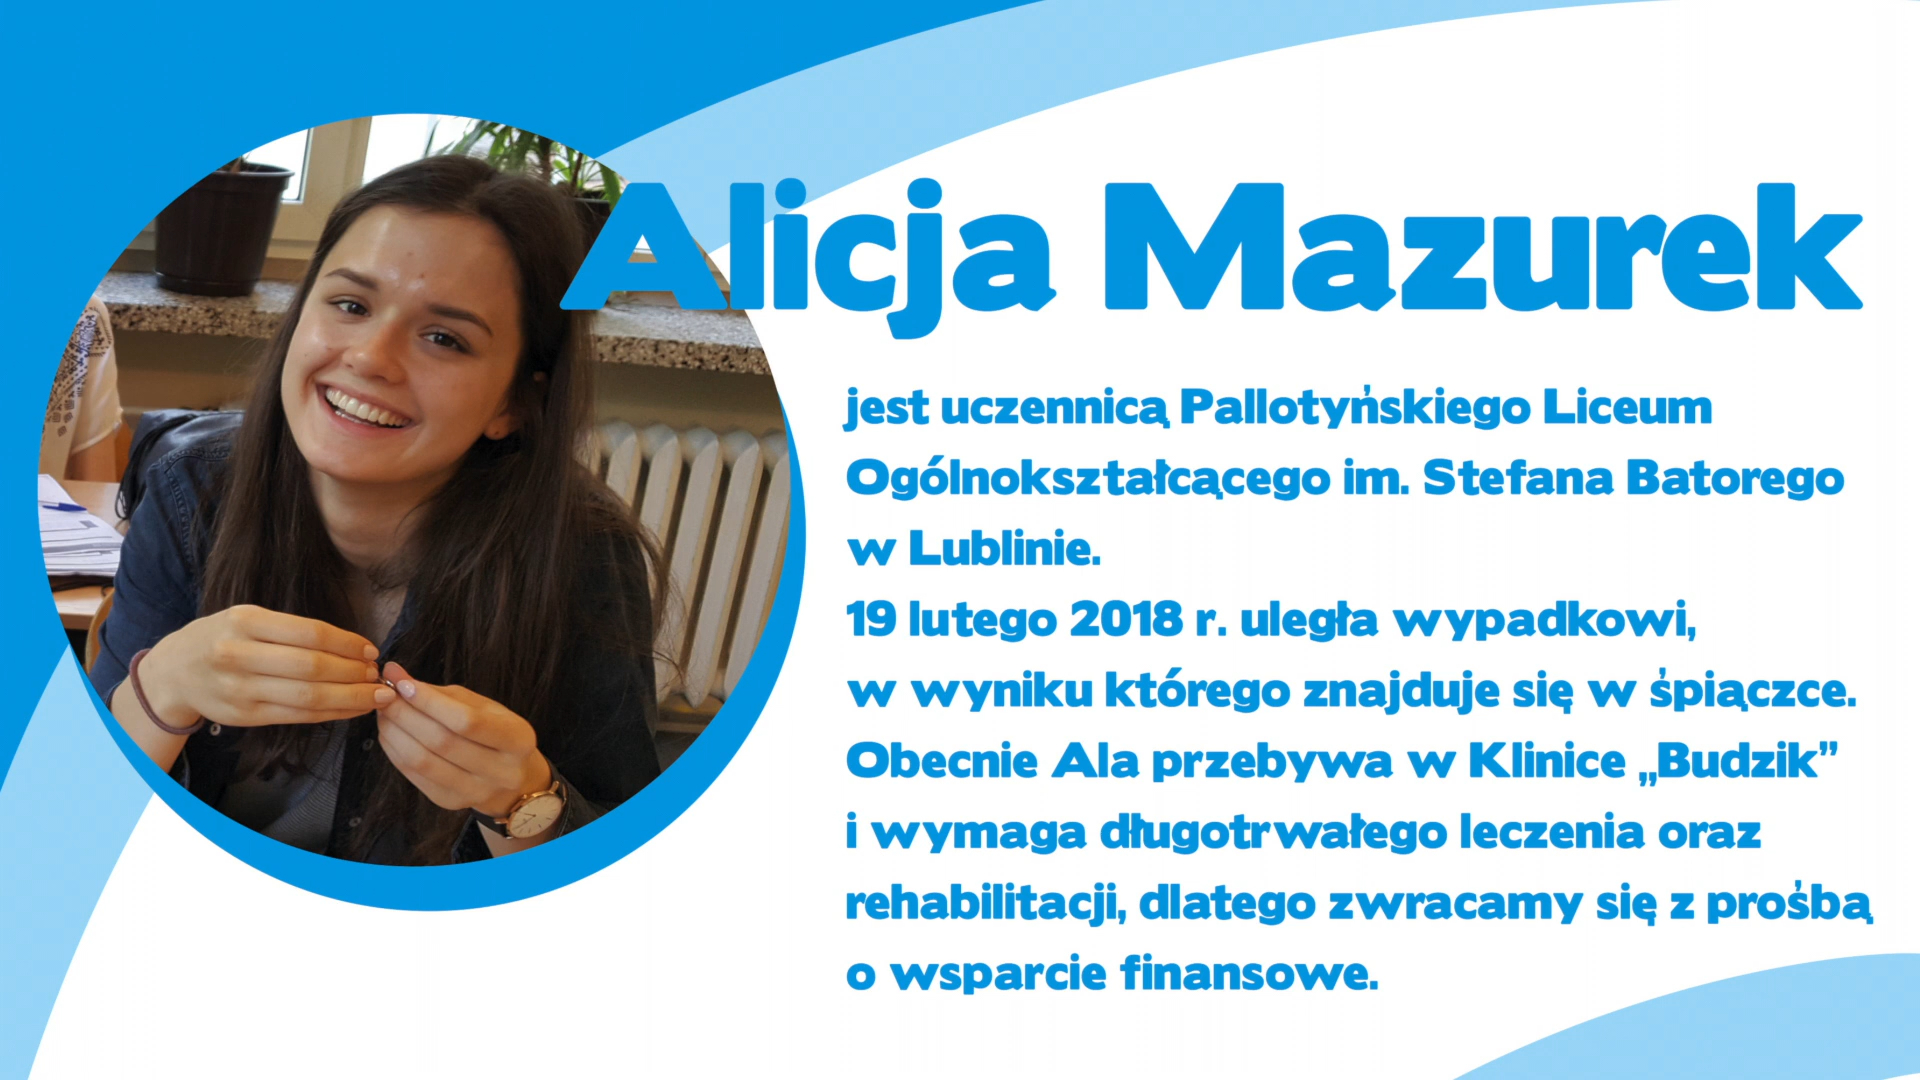 Alicja Mazurek
jest uczennicą Pallotyńskiego Liceum
Ogólnokształcącego im. Stefana Batorego
w Lublinie.
19 lutego 2018 r. uległa wypadkowi,
w wyniku którego znajduje się w śpiączce.
Obecnie Ala przebywa w Klinice „Budzik”
i wymaga długotrwałego leczenia oraz
rehabilitacji, dlatego zwracamy się z prośbą
o wsparcie finansowe.